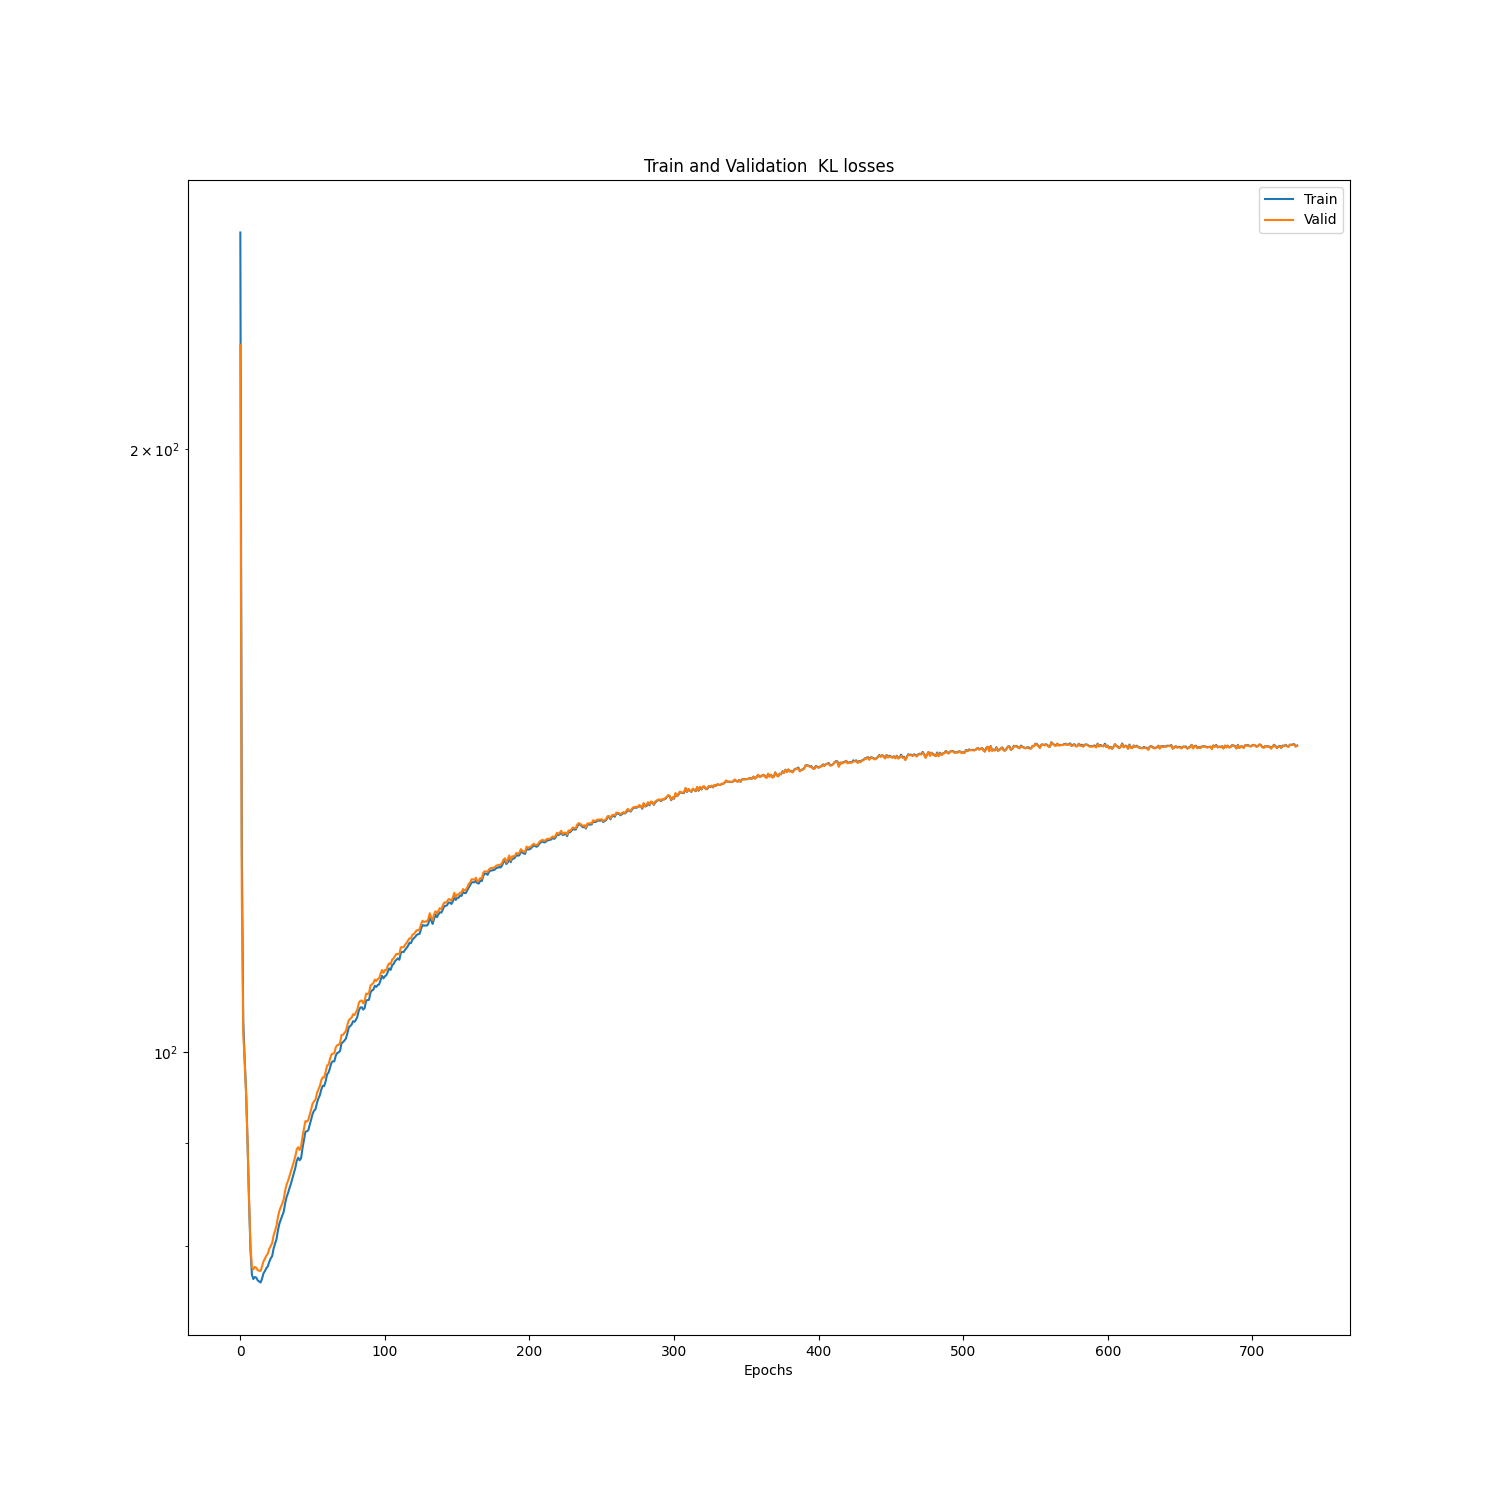 Train and Validation  KL losses
Train
Valid
2 × 10²
10²
0 100 200 300 400 500 600 700
Epochs